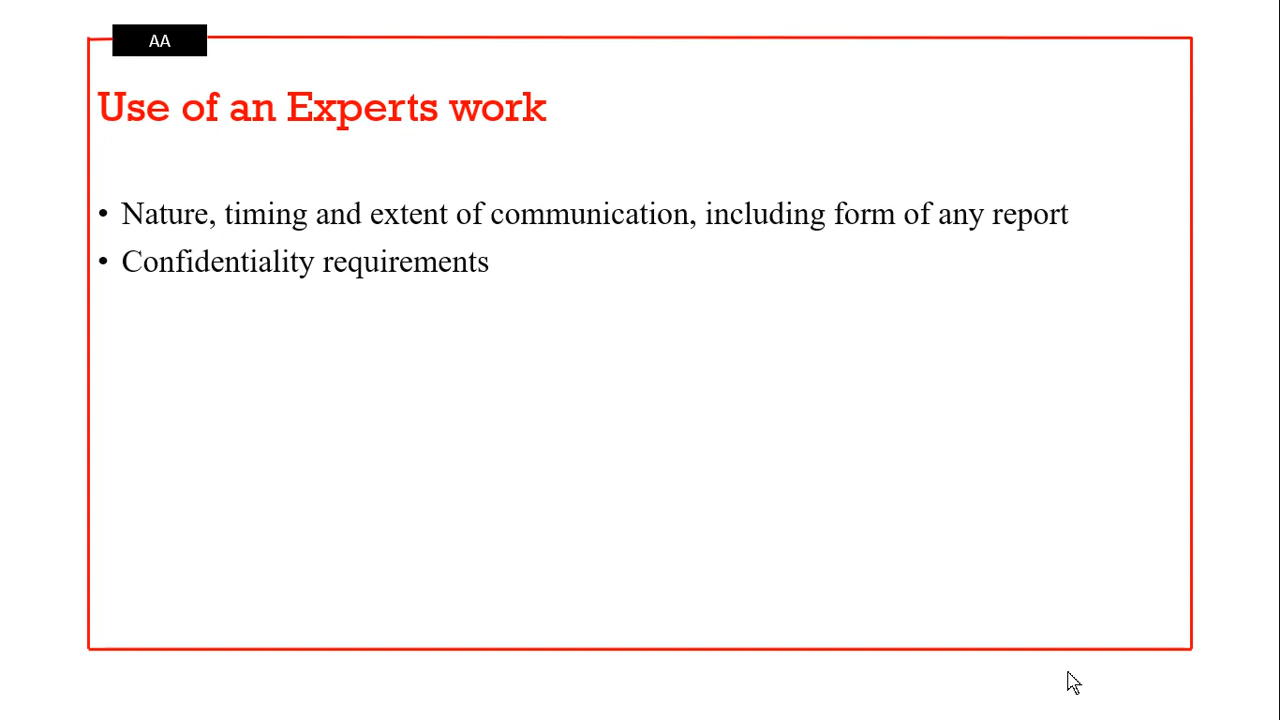 AA
Use of an Experts work
• Nature, timing and extent of communication, including form of any report
• Confidentiality requirements